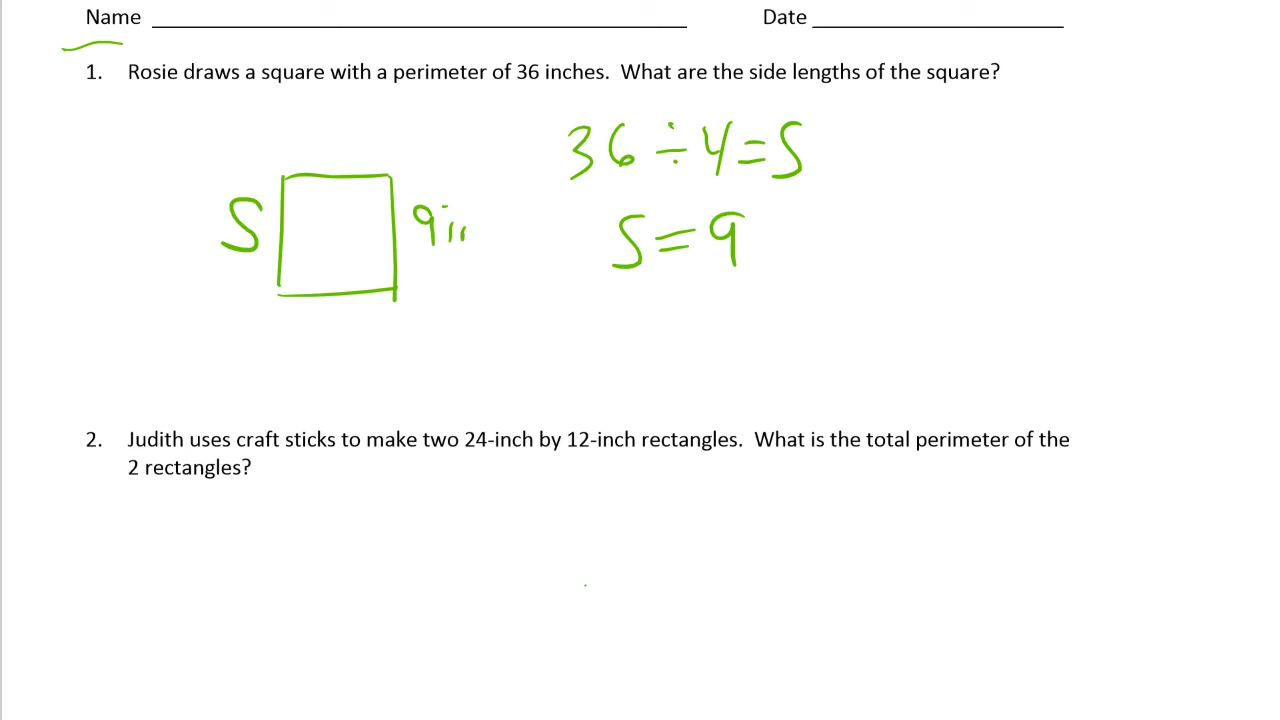 Name ________________ Date ________________
1. Rosie draws a square with a perimeter of 36 inches. What are the side lengths of the square?
36 ÷ 4 = S
S 9in
S = 9
2. Judith uses craft sticks to make two 24-inch by 12-inch rectangles. What is the total perimeter of the
2 rectangles?